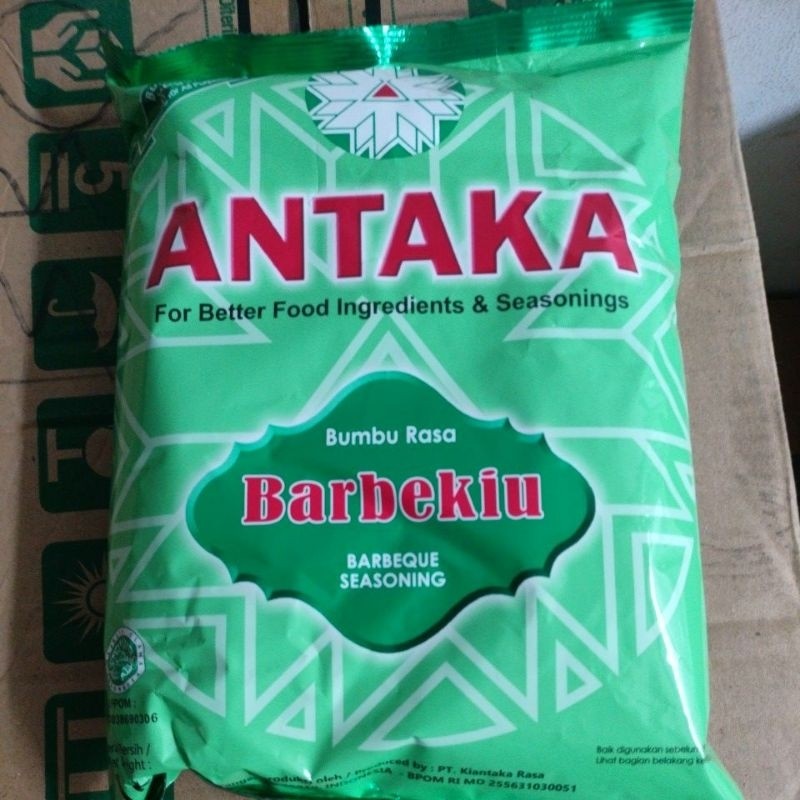 ANTAKA
For Better Food Ingredients & Seasonings
Bumbu Rasa
Barbekiu
BARBEQUE
SEASONING
Baik digunakan sebelum
Lihat bagian belakang
oleh / Produced by : PT. Kiantaka Rasa
INDONESIA - BPOM RI MD 255631030051